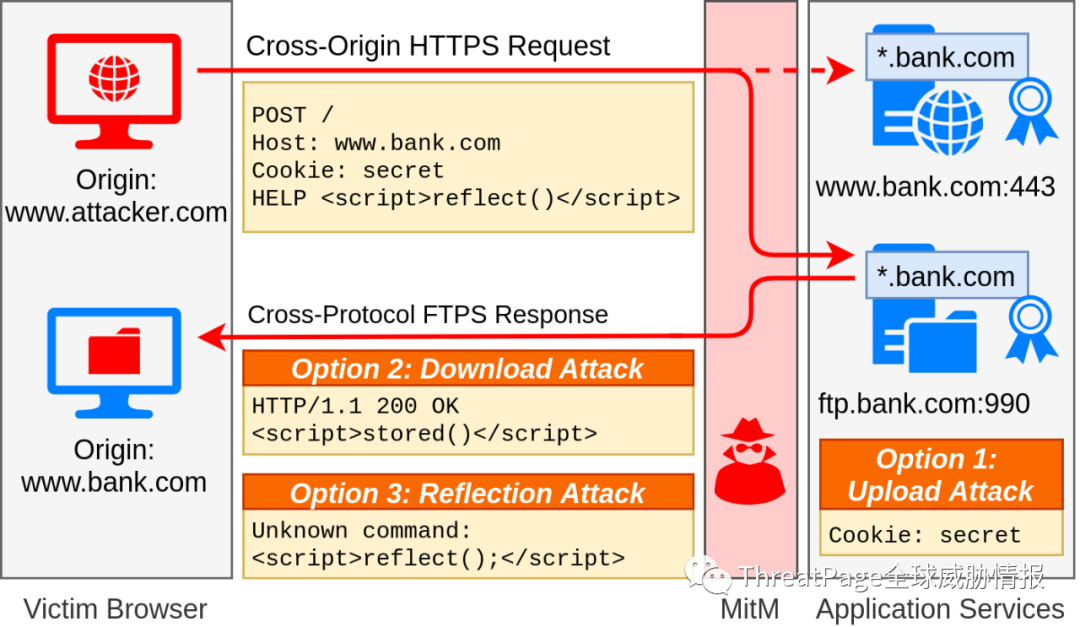 Cross-Origin HTTPS Request
POST /
Host: www.bank.com
Cookie: secret
HELP <script>reflect()</script>
Origin:
www.attacker.com
*.bank.com
www.bank.com:443
*.bank.com
ftp.bank.com:990
Cross-Protocol FTPS Response
Option 2: Download Attack
HTTP/1.1 200 OK
<script>stored()</script>
Origin:
www.bank.com
Option 3: Reflection Attack
Unknown command:
<script>reflect();</script>
Option 1:
Upload Attack
Cookie: secret
ThreatPage全球威胁情报
Victim Browser
MitM
Application Services